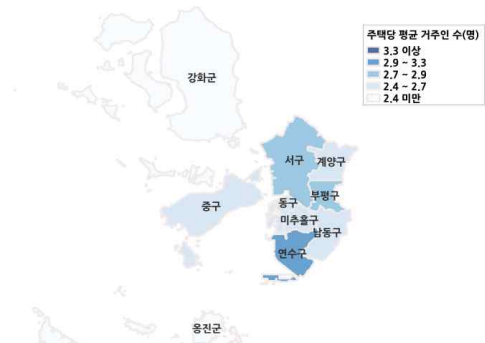 주택당 평균 거주인 수(명)
3.3 이상
2.9 ~ 3.3
2.7 ~ 2.9
2.4 ~ 2.7
2.4 미만
강화군
서구
계양구
부평구
동구
중구
미추홀구
남동구
연수구
옹진군